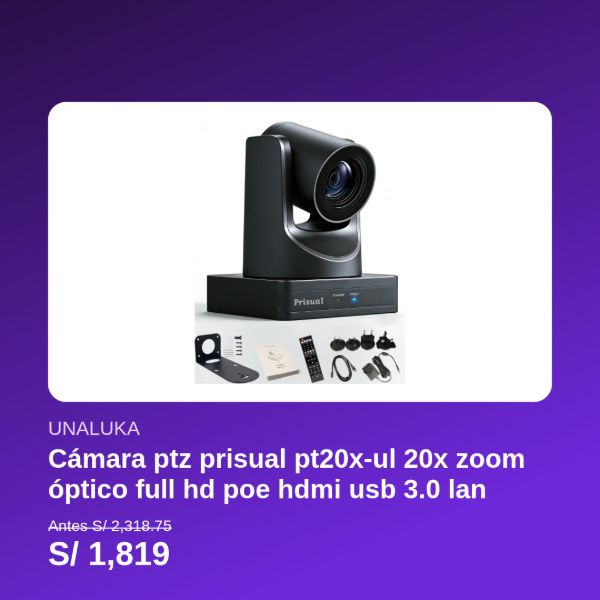 Prisual
UNALUKA
Cámara ptz prisual pt20x-ul 20x zoom
óptico full hd poe hdmi usb 3.0 lan
Antes S/ 2,318.75
S/ 1,819